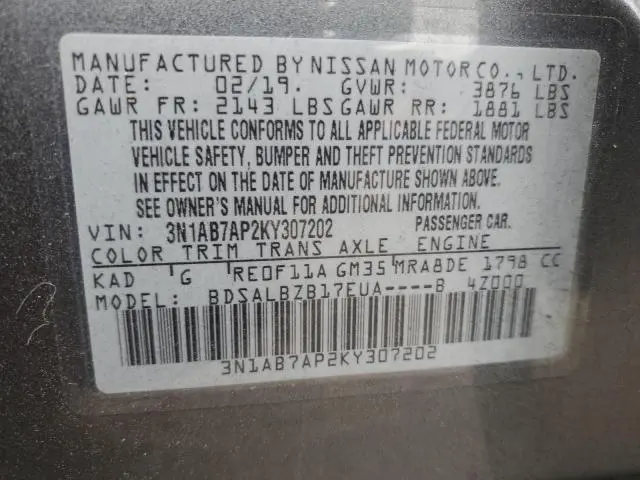 MANUFACTURED BY NISSAN MOTOR CO., LTD.
DATE: 02/19. GVWR: 3876 LBS
GAWR FR: 2143 LBS GAWR RR: 1881 LBS
THIS VEHICLE CONFORMS TO ALL APPLICABLE FEDERAL MOTOR
VEHICLE SAFETY, BUMPER AND THEFT PREVENTION STANDARDS
IN EFFECT ON THE DATE OF MANUFACTURE SHOWN ABOVE.
SEE OWNER'S MANUAL FOR ADDITIONAL INFORMATION.
VIN: 3N1AB7AP2KY307202 PASSENGER CAR.
COLOR TRIM TRANS AXLE ENGINE
KAD G RE0F11A GM35 MRA8DE 1798 CC
MODEL: BDSALBZB17EUA----B 4Z000
3N1AB7AP2KY307202